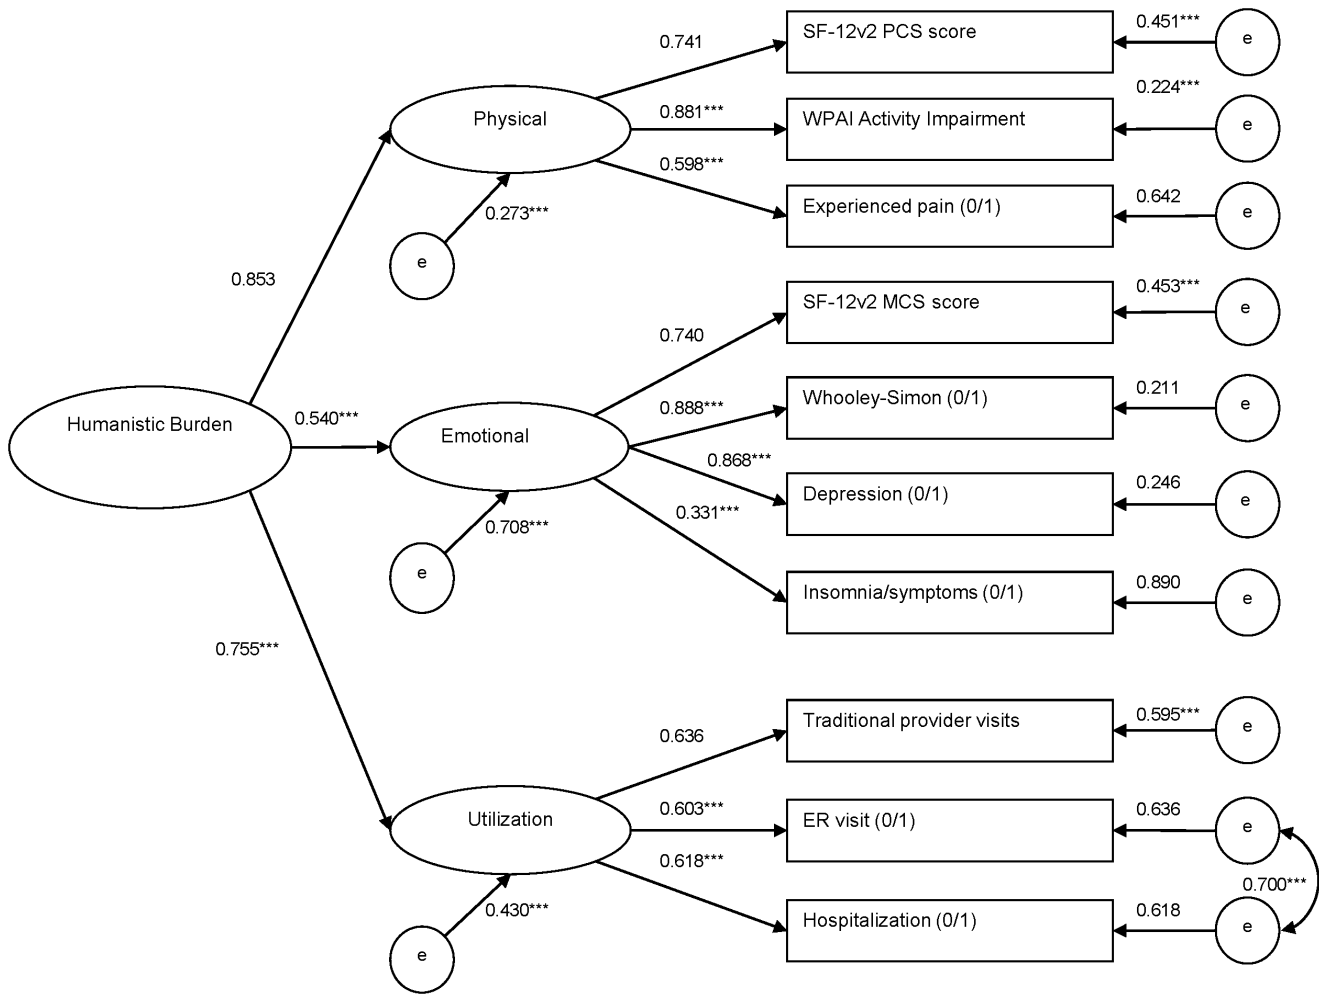 0.741
SF-12v2 PCS score
0.451***
e
Physical
0.881***
WPAI Activity Impairment
0.224***
e
0.598***
Experienced pain (0/1)
0.642
e
0.273***
e
0.853
0.740
SF-12v2 MCS score
0.453***
e
Humanistic Burden
0.540***
Emotional
0.888***
Whooley-Simon (0/1)
0.211
e
0.868***
Depression (0/1)
0.246
e
0.708***
e
0.331***
Insomnia/symptoms (0/1)
0.890
e
0.755***
0.636
Traditional provider visits
0.595***
e
Utilization
0.603***
ER visit (0/1)
0.636
e
0.618***
Hospitalization (0/1)
0.618
e
0.700***
0.430***
e